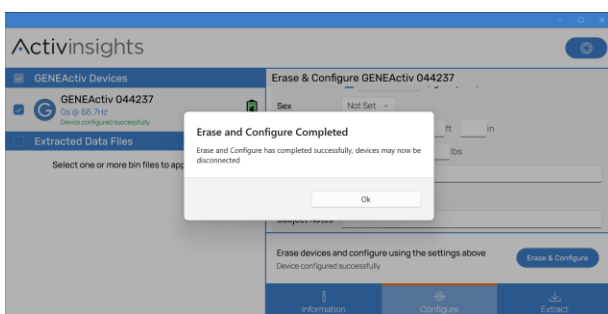 Activinsights
GENEActiv Devices
GENEActiv 044237
0s @ 66.7Hz
Device configured successfully
Extracted Data Files
Select one or more bin files to
Erase & Configure GENEActiv 044237
Sex
Not Set
ft
in
lbs
Erase and Configure Completed
Erase and Configure has completed successfully, devices may now be
disconnected
Ok
Subject Notes
Erase devices and configure using the settings above
Device configured successfully
Erase & Configure
Information
Configure
Extract